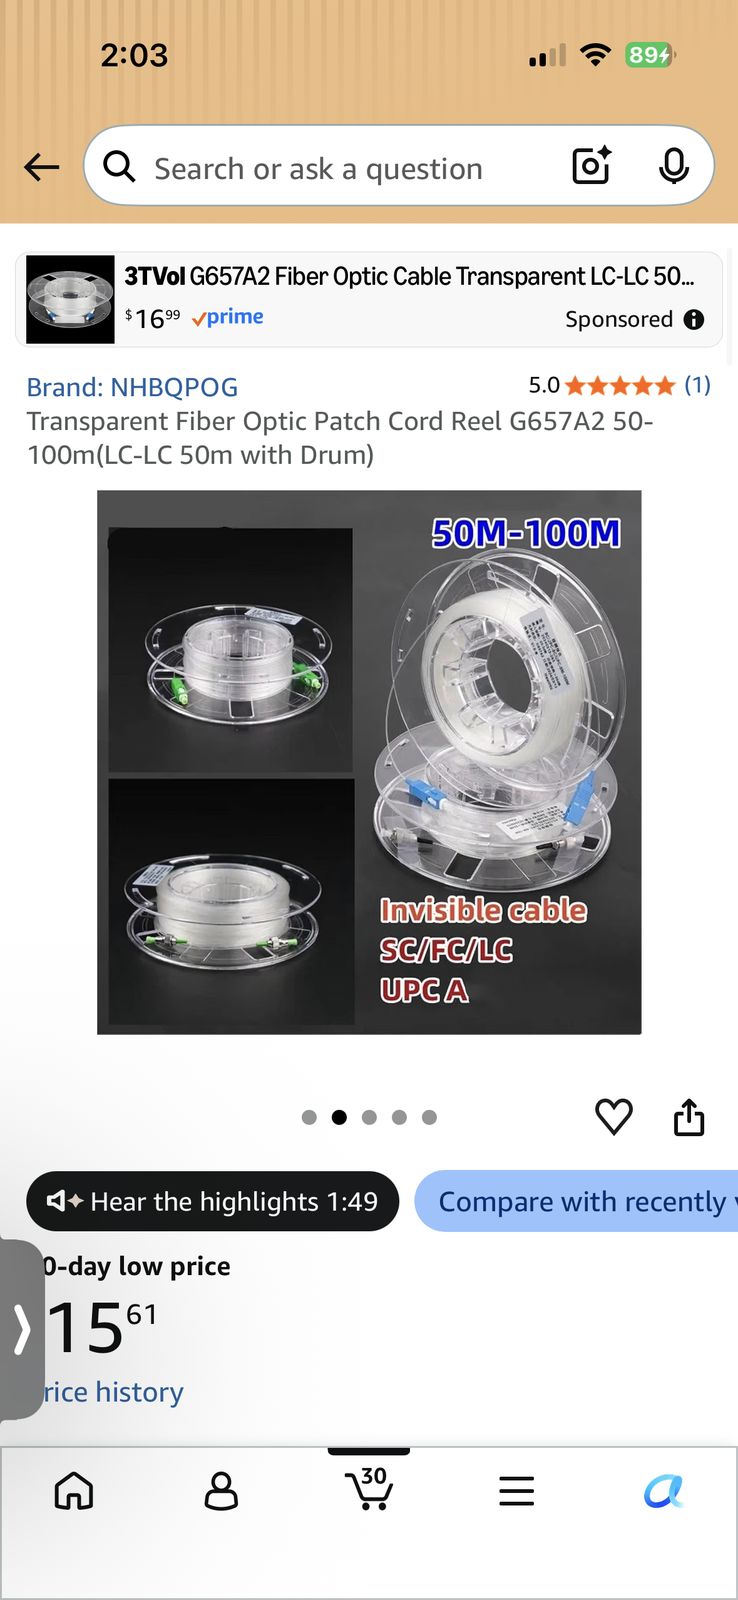 2:03
89
Search or ask a question
3TVol G657A2 Fiber Optic Cable Transparent LC-LC 50...
$16 99 prime
Sponsored
Brand: NHBQPOG
5.0 (1)
Transparent Fiber Optic Patch Cord Reel G657A2 50-
100m(LC-LC 50m with Drum)
50M-100M
Invisible cable
SC/FC/LC
UPC A
Hear the highlights 1:49
Compare with recently
0-day low price
15 61
rice history
30